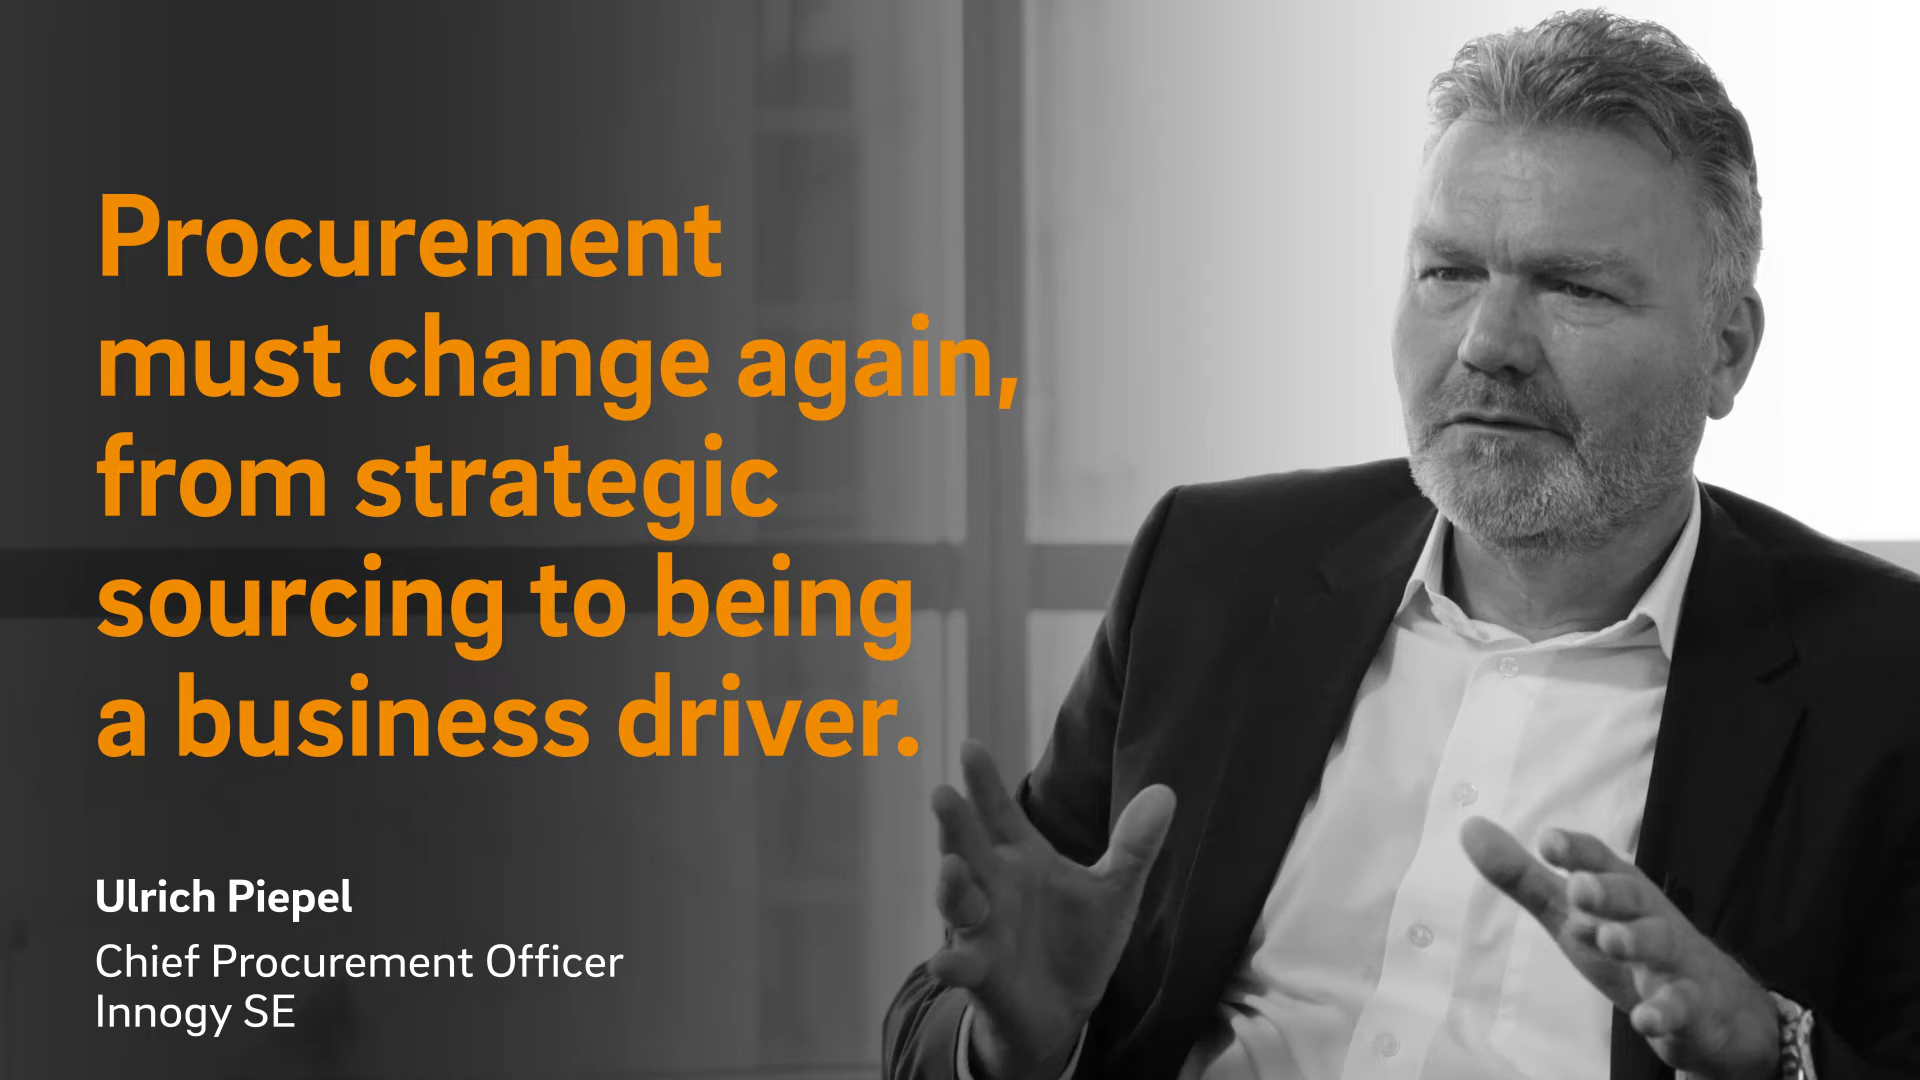 Procurement
must change again,
from strategic
sourcing to being
a business driver.
Ulrich Piepel
Chief Procurement Officer
Innogy SE